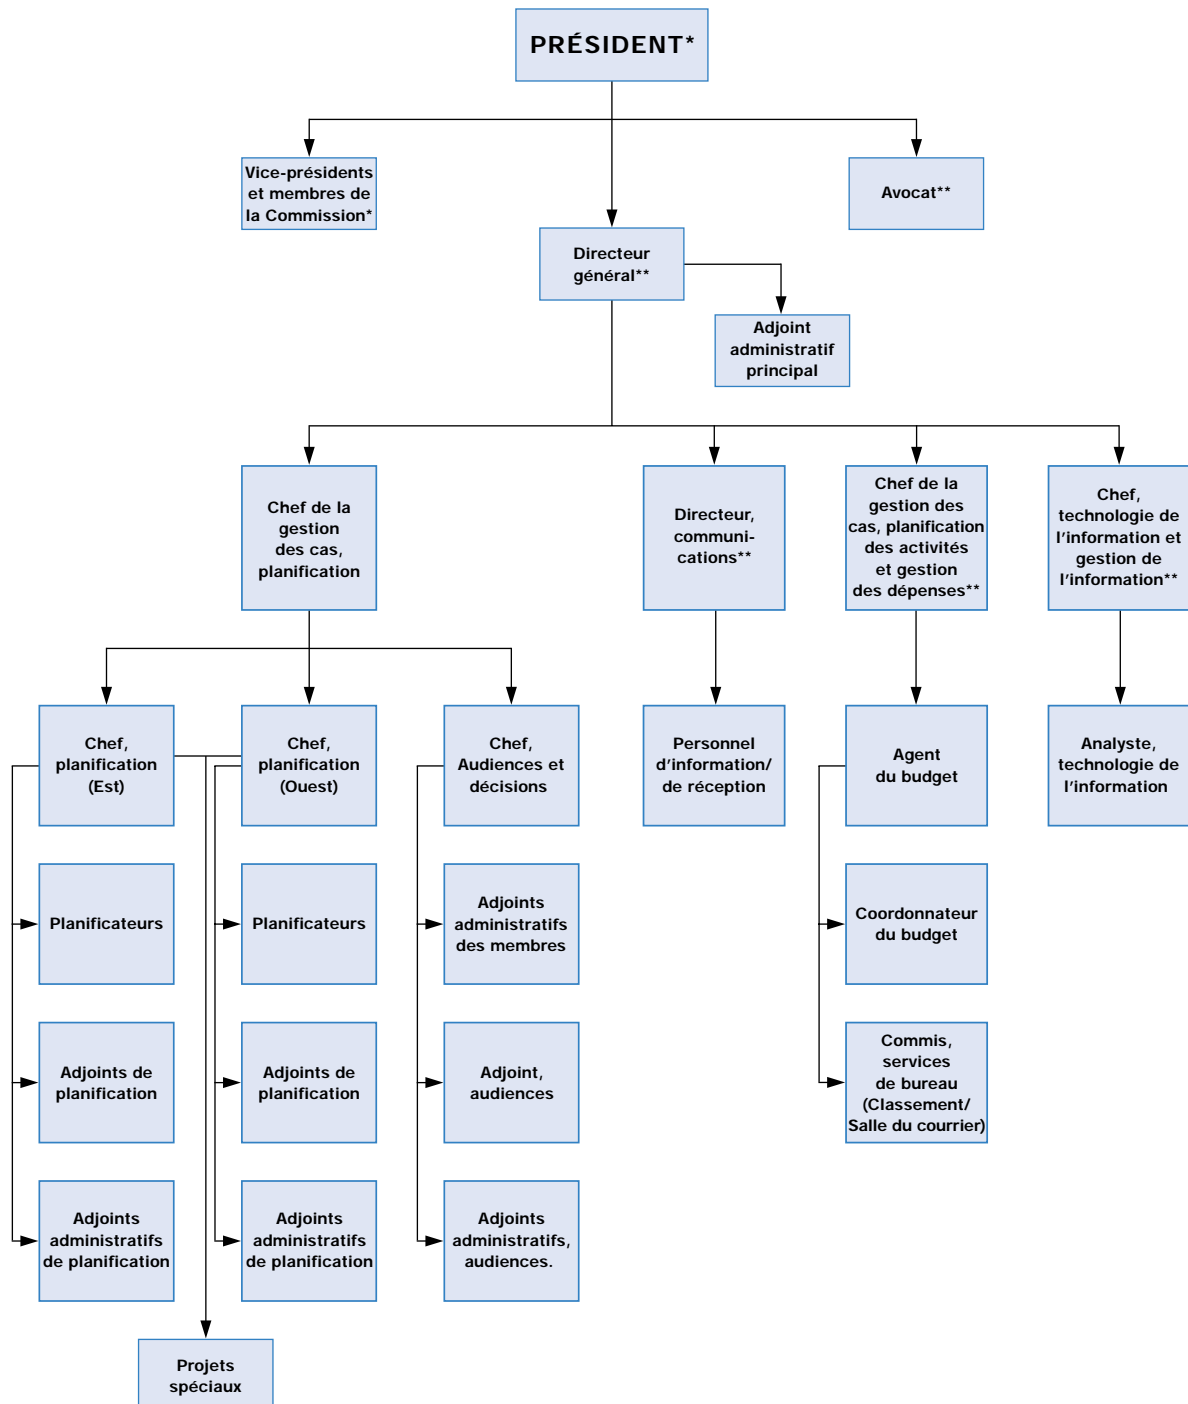 PRÉSIDENT*
Vice-présidents
et membres de
la Commission*
Avocat**
Directeur
général**
Adjoint
administratif
principal
Chef de la
gestion
des cas,
planification
Directeur,
communi-
cations**
Chef de la
gestion des
cas, planification
des activités
et gestion
des dépenses**
Chef,
technologie de
l'information et
gestion de
l'information**
Chef,
planification
(Est)
Chef,
planification
(Ouest)
Chef,
Audiences et
décisions
Personnel
d'information/
de réception
Agent
du budget
Analyste,
technologie de
l'information
Planificateurs
Planificateurs
Adjoints
administratifs
des membres
Coordonnateur
du budget
Adjoints de
planification
Adjoints de
planification
Adjoint,
audiences
Commis,
services
de bureau
(Classement/
Salle du courrier)
Adjoints
administratifs
de planification
Adjoints
administratifs
de planification
Adjoints
administratifs,
audiences.
Projets
spéciaux